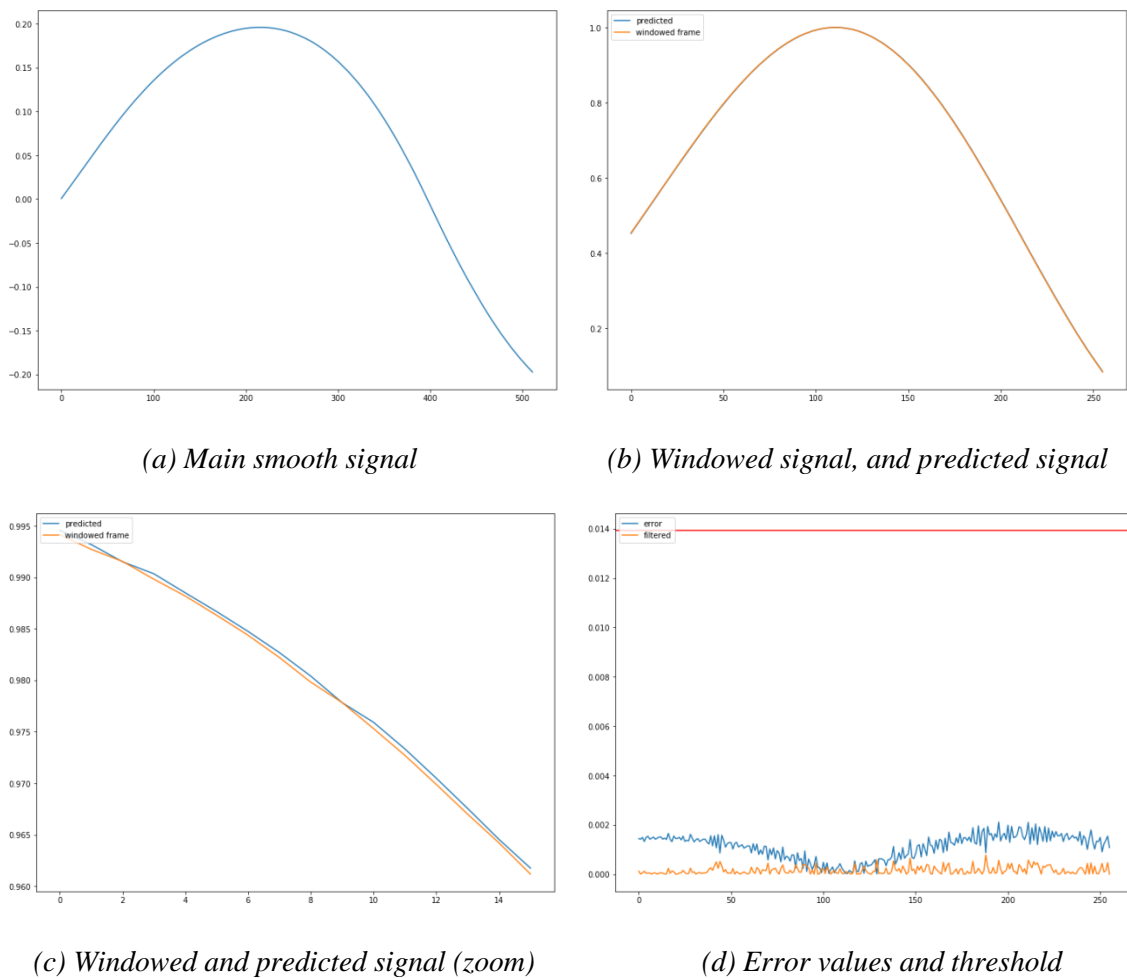 0.20
0.15
0.10
0.05
0.00
−0.05
−0.10
−0.15
−0.20
0 100 200 300 400 500
predicted
windowed frame
1.0
0.8
0.6
0.4
0.2
0 50 100 150 200 250
(a) Main smooth signal
(b) Windowed signal, and predicted signal
predicted
windowed frame
0.995
0.990
0.985
0.980
0.975
0.970
0.965
0.960
0 2 4 6 8 10 12 14
error
filtered
0.014
0.012
0.010
0.008
0.006
0.004
0.002
0.000
0 50 100 150 200 250
(c) Windowed and predicted signal (zoom)
(d) Error values and threshold